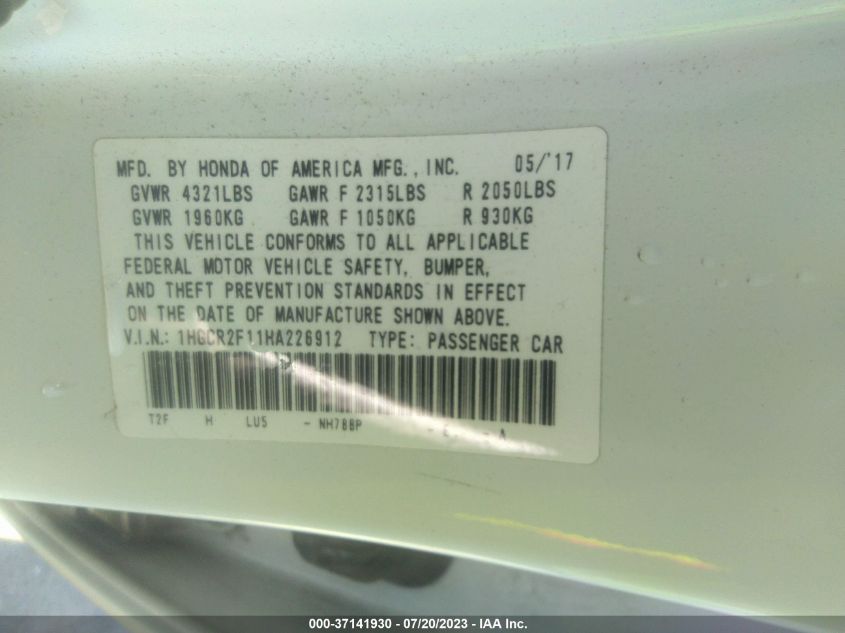 MFD. BY HONDA OF AMERICA MFG., INC. 05/'17
GVWR 4321LBS GAWR F 2315LBS R 2050LBS
GVWR 1960KG GAWR F 1050KG R 930KG
THIS VEHICLE CONFORMS TO ALL APPLICABLE
FEDERAL MOTOR VEHICLE SAFETY, BUMPER,
AND THEFT PREVENTION STANDARDS IN EFFECT
ON THE DATE OF MANUFACTURE SHOWN ABOVE.
V.I.N.: 1HGCR2F11HA226912 TYPE: PASSENGER CAR
T2F H LU5 - NH788P - - A
000-37141930 / 07/20/2023 - IAA Inc.